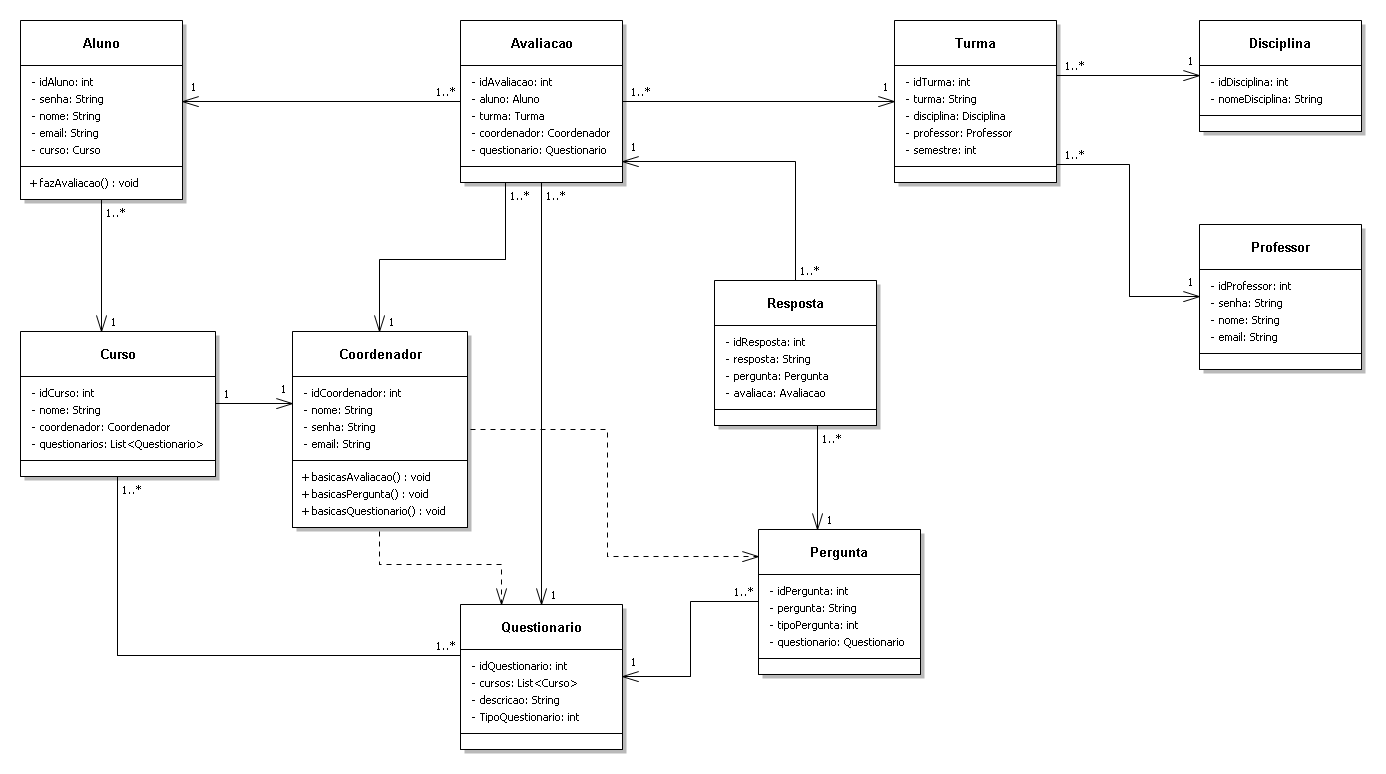 Aluno
- idAluno: int
- senha: String
- nome: String
- email: String
- curso: Curso
+ fazAvaliacao() : void
Avaliacao
- idAvaliacao: int
- aluno: Aluno
- turma: Turma
- coordenador: Coordenador
- questionario: Questionario
Turma
- idTurma: int
- turma: String
- disciplina: Disciplina
- professor: Professor
- semestre: int
Disciplina
- idDisciplina: int
- nomeDisciplina: String
1
1..*
1..*
1
1..*
1
1..*
1
1
1..*
1..*
1..*
1..*
1
1
1
1
1
Professor
- idProfessor: int
- senha: String
- nome: String
- email: String
Resposta
- idResposta: int
- resposta: String
- pergunta: Pergunta
- avaliaca: Avaliacao
Curso
- idCurso: int
- nome: String
- coordenador: Coordenador
- questionarios: List<Questionario>
Coordenador
- idCoordenador: int
- nome: String
- senha: String
- email: String
+ basicasAvaliacao() : void
+ basicasPergunta() : void
+ basicasQuestionario() : void
1..*
1..*
1
Pergunta
- idPergunta: int
- pergunta: String
- tipoPergunta: int
- questionario: Questionario
1
1..*
1..*
1
Questionario
- idQuestionario: int
- cursos: List<Curso>
- descricao: String
- TipoQuestionario: int